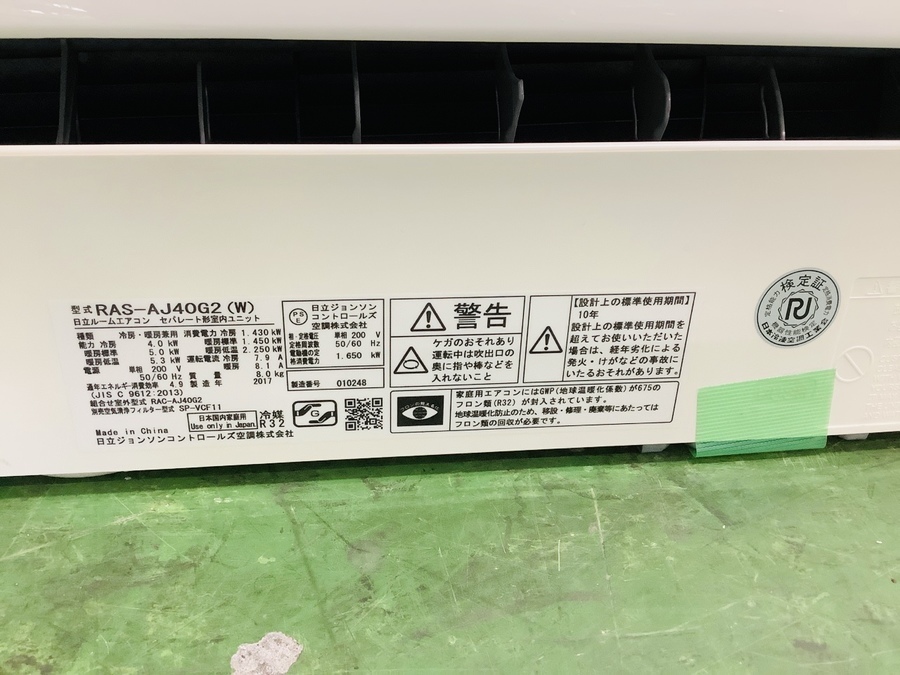 型式 RAS-AJ40G2 (W)
日立ルームエアコン セパレート形室内ユニット
種類 冷房・暖房兼用
能力 冷房 4.0 kW
暖房標準 5.0 kW
暖房低温 5.3 kW
電源 単相 200 V
50/60 Hz
消費電力 冷房 1.430 kW
暖房標準 1.450 kW
暖房低温 2.250 kW
運転電流 冷房 7.9 A
暖房 8.1 A
質量 8.0 kg
通年エネルギー消費効率 4.9 製造年 2017
(JIS C 9612:2013)
組合せ室外型式 RAC-AJ40G2
別売空気清浄フィルター型式 SP-VCF11
日本国内家庭用
Use only in Japan
冷媒
R32
Made in China
日立ジョンソンコントロールズ空調株式会社
PS
E
日立ジョンソン
コントロールズ
空調株式会社
相・定格電圧 単相 200 V
定格周波数 50/60 Hz
電動機の定格消費電力 1.650 kW
製造番号 010248
警告
ケガのおそれあり
運転中は吹出口の
奥に指や棒などを
入れないこと
【設計上の標準使用期間】
10年
設計上の標準使用期間を
超えてお使いいただいた
場合は、経年劣化による
発火・けがなどの事故に
いたるおそれがあります。
家庭用エアコンにはGWP(地球温暖化係数)が675の
フロン類(R32)が封入されています。
地球温暖化防止のため、移設・修理・廃棄等にあたっては
フロン類の回収が必要です。
検定証
日本冷凍空調工業会